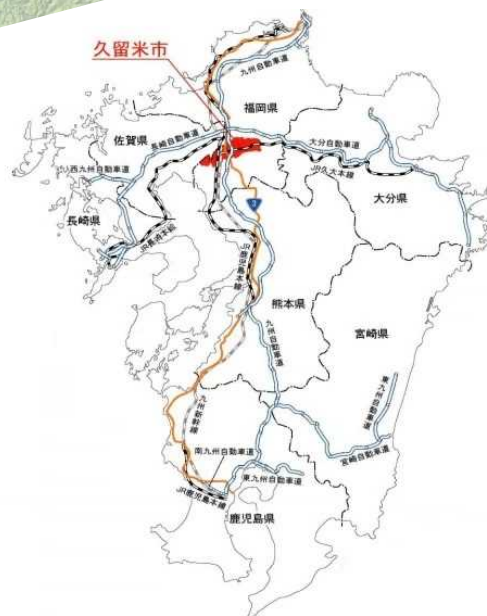 久留米市
九州自動車道
福岡県
佐賀県
長崎自動車道
大分自動車道
JR久大本線
西九州自動車道
大分県
長崎県
JR長崎本線
3
JR鹿児島本線
熊本県
九州自動車道
宮崎県
東九州自動車道
九州新幹線
南九州自動車道
宮崎自動車道
東九州自動車道
JR鹿児島本線
鹿児島県